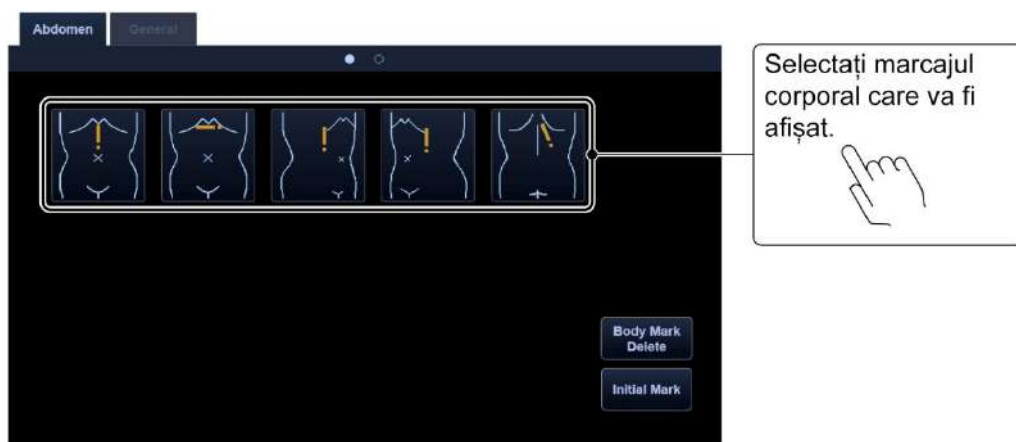 Abdomen
General
Selectați marcajul
corporal care va fi
afișat.
Body Mark
Delete
Initial Mark